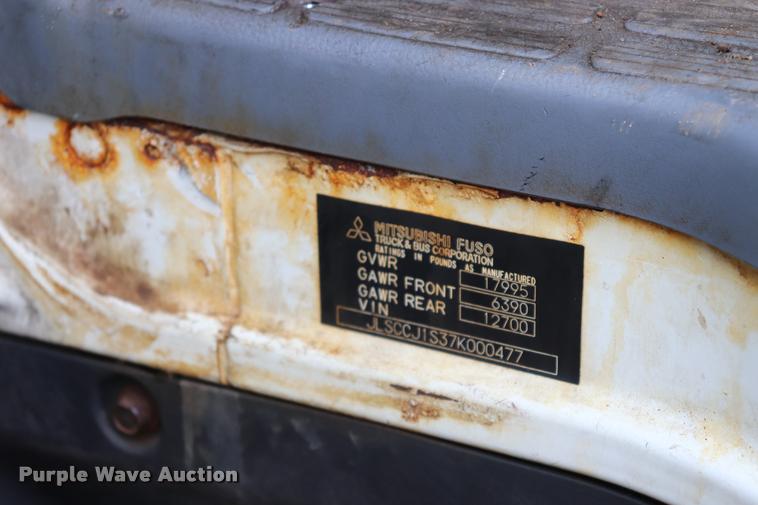 MITSUBISHI FUSO
TRUCK & BUS CORPORATION
RATINGS IN POUNDS AS MANUFACTURED
GVWR 17995
GAWR FRONT 6390
GAWR REAR 12700
VIN
JLSCCJ1S37K000477
Purple Wave Auction